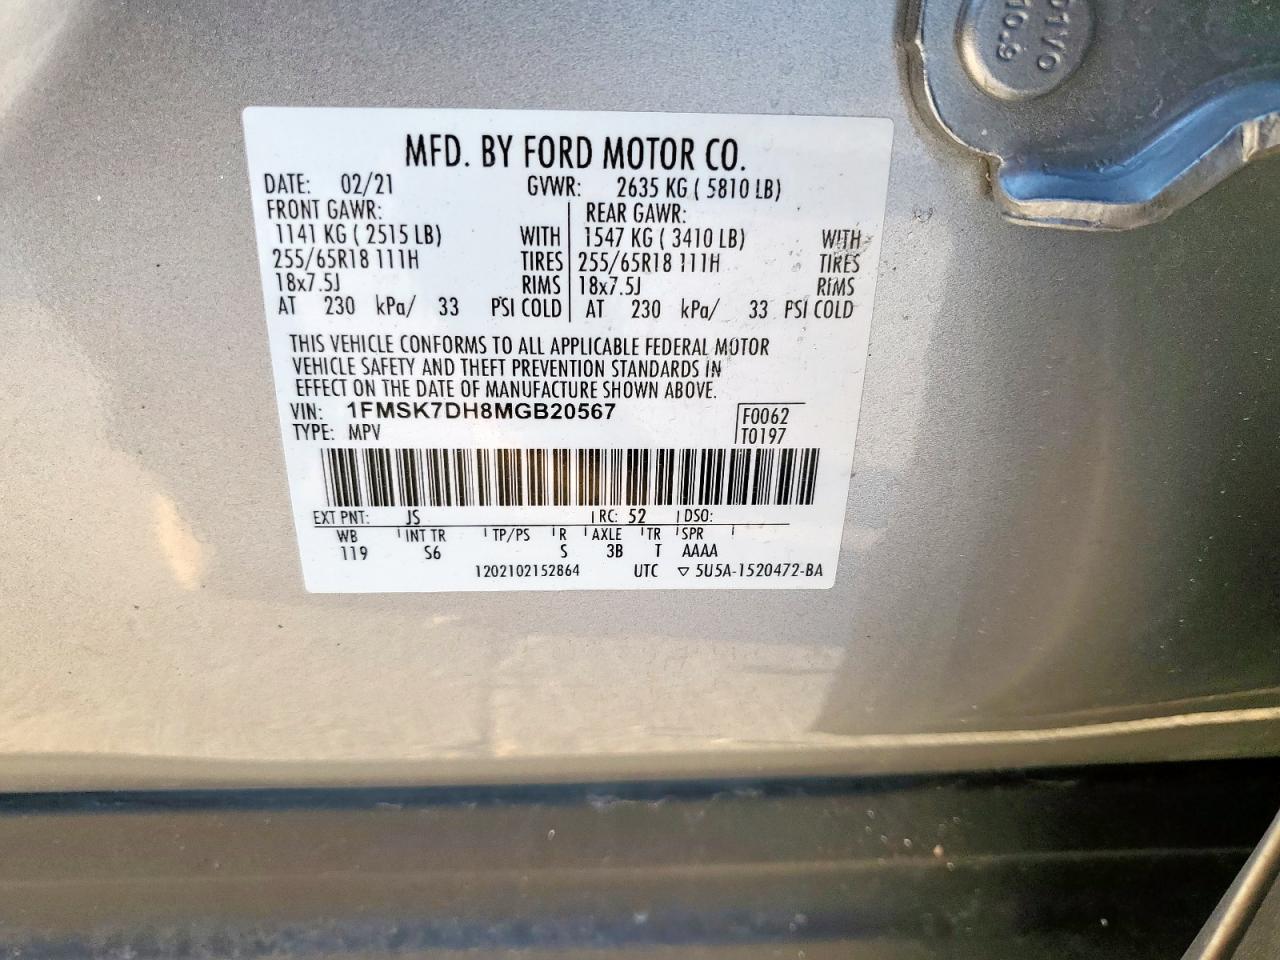 01V0
10.9
MFD. BY FORD MOTOR CO.
DATE: 02/21 GVWR: 2635 KG ( 5810 LB)
FRONT GAWR: REAR GAWR:
1141 KG ( 2515 LB) WITH 1547 KG ( 3410 LB) WITH
255/65R18 111H TIRES 255/65R18 111H TIRES
18x7.5J RIMS 18x7.5J RIMS
AT 230 kPa/ 33 PSI COLD AT 230 kPa/ 33 PSI COLD
THIS VEHICLE CONFORMS TO ALL APPLICABLE FEDERAL MOTOR
VEHICLE SAFETY AND THEFT PREVENTION STANDARDS IN
EFFECT ON THE DATE OF MANUFACTURE SHOWN ABOVE.
VIN: 1FMSK7DH8MGB20567 F0062
TYPE: MPV T0197
EXT PNT: JS RC: 52 DSO:
WB INT TR TP/PS R AXLE TR SPR
119 S6 S 3B T AAAA
1202102152864 UTC ▽ 5U5A-1520472-BA